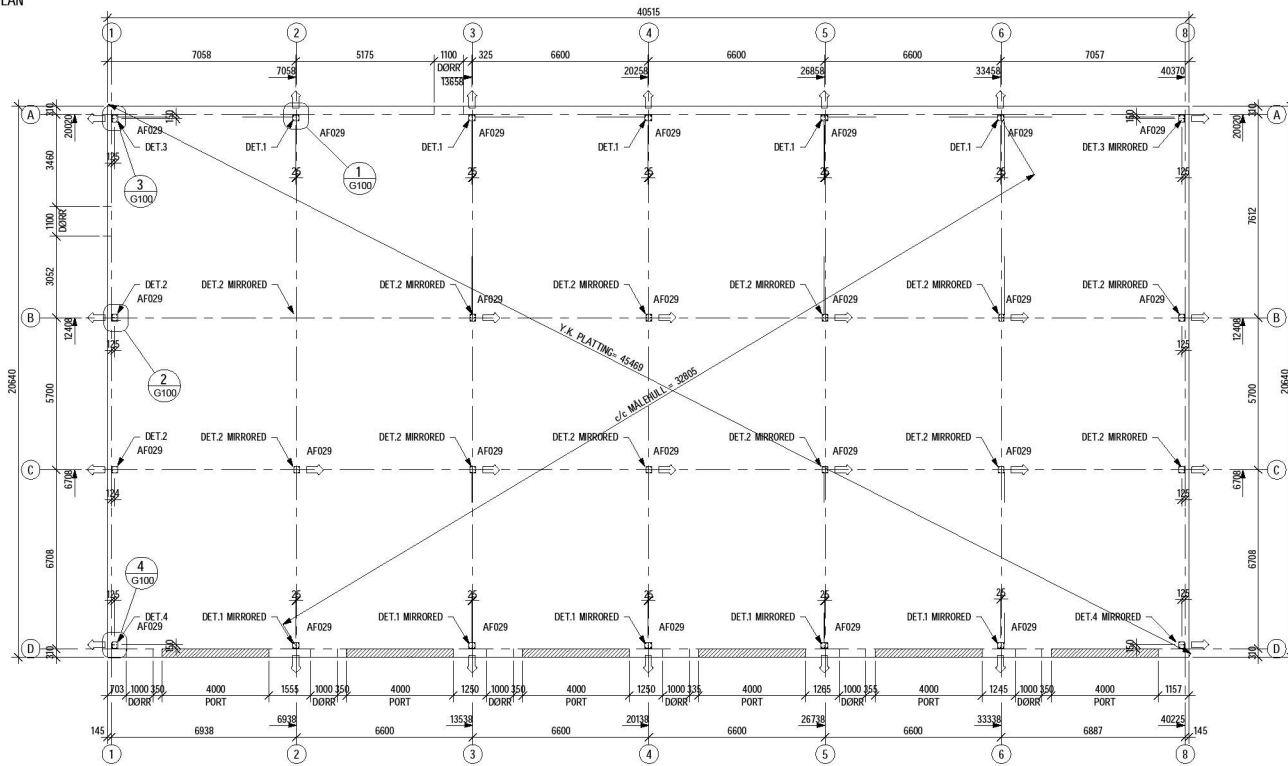 LAN
40515
1 2 3 4 5 6 8
7058 5175 1100 325 6600 6600 6600 7057
DØRR
7058 13658 20258 26858 33458 40370
A 310 20020 150 150 310 20020 A
AF029 AF029 AF029 AF029 AF029 AF029 AF029
DET.3 DET.1 DET.1 DET.1 DET.1 DET.1 DET.3 MIRRORED
3460 125 25 25 25 25 25 125
3
G100
1
G100
1100 7612
DØRR
3052
DET.2 DET.2 MIRRORED DET.2 MIRRORED DET.2 MIRRORED DET.2 MIRRORED DET.2 MIRRORED DET.2 MIRRORED
AF029 AF029 AF029 AF029 AF029 AF029
B 12408 12408 B
125 125
Y.K. PLATTING= 45469
2
G100
20640 5700 5700 20640
c/c MÅLEHULL = 32805
DET.2 DET.2 MIRRORED DET.2 MIRRORED DET.2 MIRRORED DET.2 MIRRORED DET.2 MIRRORED DET.2 MIRRORED
AF029 AF029 AF029 AF029 AF029 AF029
C 6708 6708 C
124 125
6708 6708
4
G100
125 25 25 25 25 25 125
DET.4 DET.1 MIRRORED DET.1 MIRRORED DET.1 MIRRORED DET.1 MIRRORED DET.1 MIRRORED DET.4 MIRRORED
AF029 AF029 AF029 AF029 AF029 AF029
D 310 150 150 310 D
703 1000 350 4000 1555 1000 350 4000 1250 1000 350 4000 1250 1000 335 4000 1265 1000 355 4000 1245 1000 350 4000 1157
DØRR PORT DØRR PORT DØRR PORT DØRR PORT DØRR PORT DØRR PORT
6938 13538 20138 26738 33338 40225
145 6938 6600 6600 6600 6600 6887 145
1 2 3 4 5 6 8